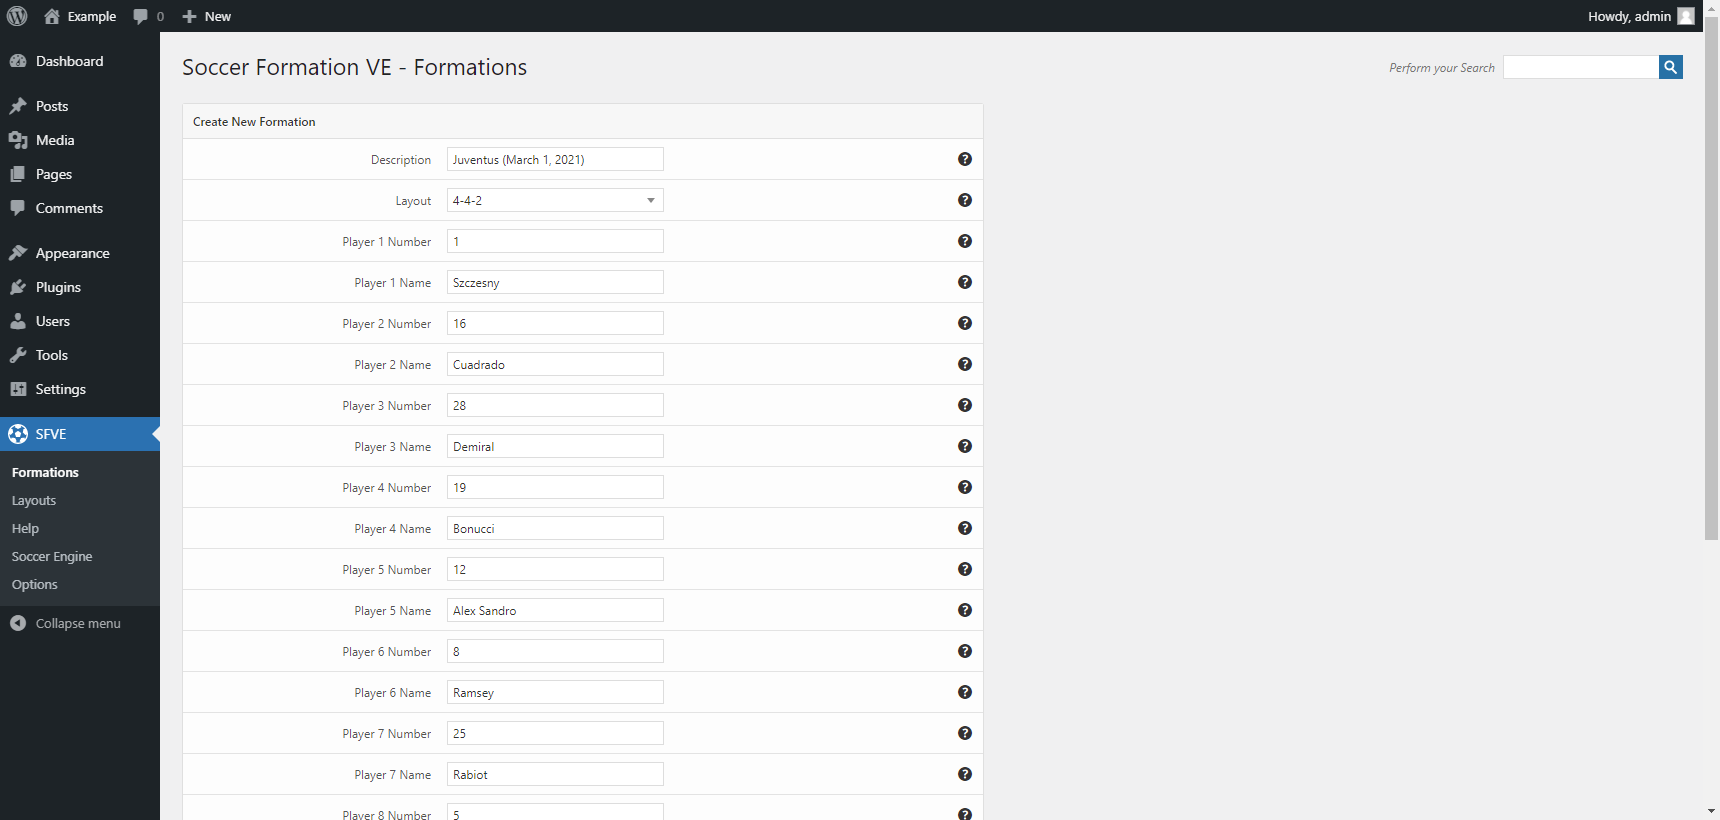 Example 0 New Howdy, admin
Dashboard
Posts
Media
Pages
Comments
Appearance
Plugins
Users
Tools
Settings
SFVE
Formations
Layouts
Help
Soccer Engine
Options
Collapse menu
Soccer Formation VE - Formations
Perform your Search
Create New Formation
Description Juventus (March 1, 2021)
Layout 4-4-2
Player 1 Number 1
Player 1 Name Szczesny
Player 2 Number 16
Player 2 Name Cuadrado
Player 3 Number 28
Player 3 Name Demiral
Player 4 Number 19
Player 4 Name Bonucci
Player 5 Number 12
Player 5 Name Alex Sandro
Player 6 Number 8
Player 6 Name Ramsey
Player 7 Number 25
Player 7 Name Rabiot
Player 8 Number 5